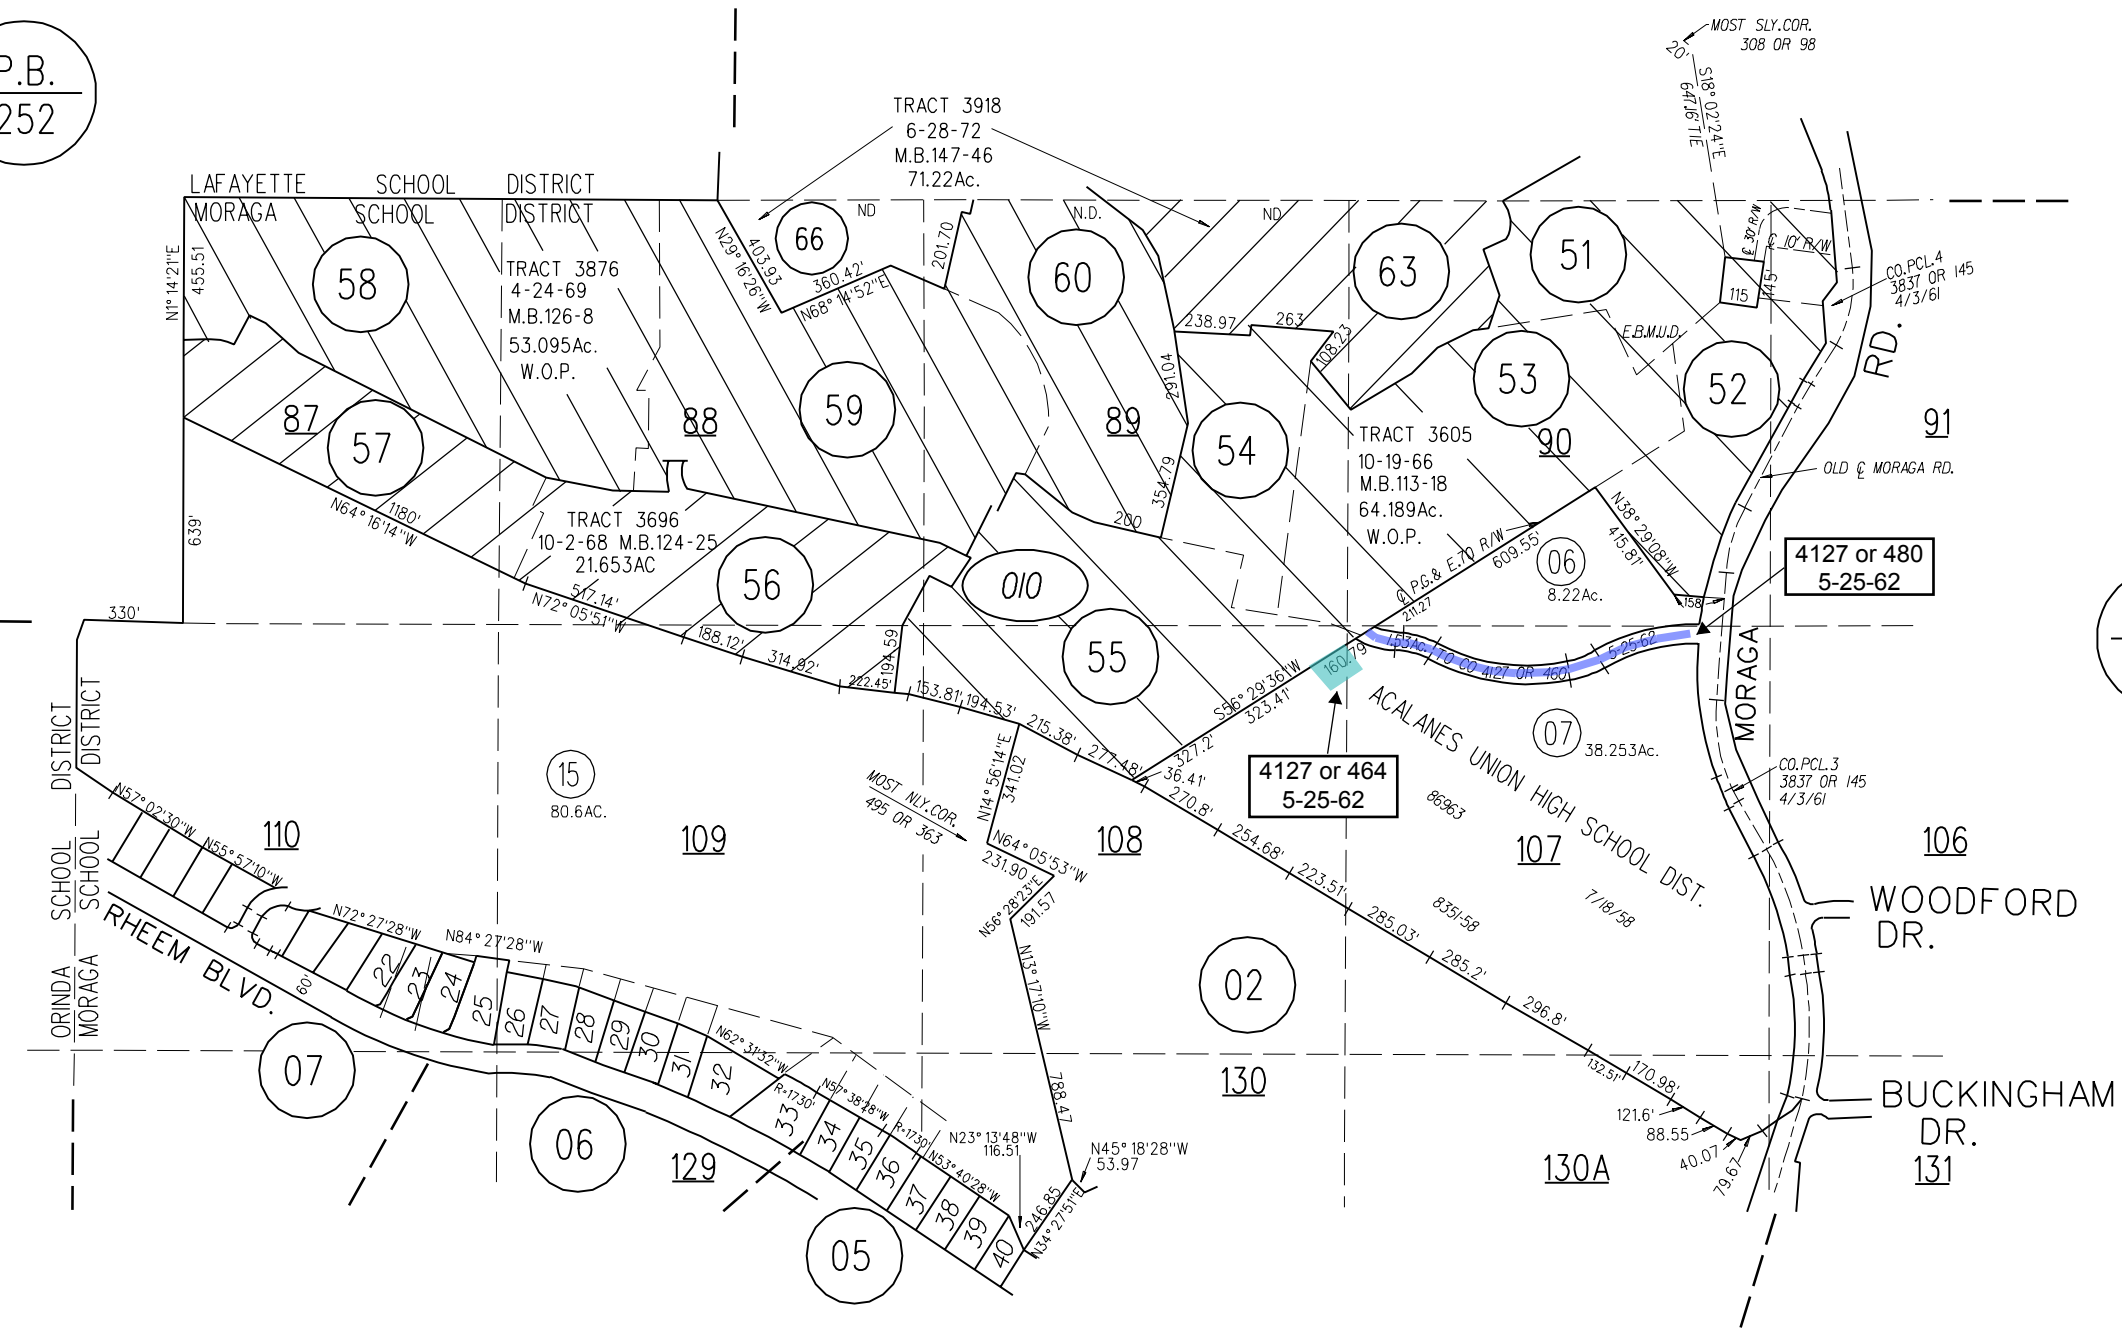 P.B.
252
MOST SLY.COR.
308 OR 98
20'
S18° 02'24"E
647.16' TIE
TRACT 3918
6-28-72
M.B.147-46
71.22Ac.
LAFAYETTE SCHOOL DISTRICT
MORAGA SCHOOL DISTRICT
ND
N.D.
ND
66
58
60
63
51
59
53
52
57
54
56
55
010
N1° 14'21"E
455.51
639'
330'
TRACT 3876
4-24-69
M.B.126-8
53.095Ac.
W.O.P.
N29° 16'26"W
403.93
360.42'
N68° 14'52"E
201.70
238.97
263
108.23
291.04
354.79
200
℄ 30' R/W
℄ 10' R/W
115
145'
E.B.M.U.D.
CO.PCL.4
3837 OR 145
4/3/61
RD.
87
88
89
90
91
TRACT 3605
10-19-66
M.B.113-18
64.189Ac.
W.O.P.
OLD ℄ MORAGA RD.
1180'
N64° 16'14"W
TRACT 3696
10-2-68 M.B.124-25
21.653AC
517.14'
N72° 05'51"W
188.12'
314.92'
194.59
222.45'
153.81'
194.53'
215.38'
277.48'
℄ P.G.& E.70 R/W
609.55'
211.27
N38° 29'08"W
415.81'
158
06
8.22Ac.
4127 or 480
5-25-62
1.53Ac. TO CO 4127 OR 460 5-25-62
160.79
S56° 29'36"W
323.41'
327.2'
36.41'
4127 or 464
5-25-62
MORAGA
07
38.253Ac.
ACALANES UNION HIGH SCHOOL DIST.
86963
8351-58
7/18/58
CO.PCL.3
3837 OR 145
4/3/61
ORINDA SCHOOL DISTRICT
MORAGA SCHOOL DISTRICT
15
80.6AC.
N14° 56'14"E
341.02
MOST NLY.COR.
495 OR 363
N64° 05'53"W
231.90
N56° 28'23"E
191.57
N13° 17'10"W
788.47
270.8'
254.68'
223.51'
285.03'
285.2'
296.8'
132.51'
170.98'
121.6'
88.55
40.07
79.67
110
109
108
107
106
WOODFORD
DR.
N57° 02'30"W
N55° 57'10"W
N72° 27'28"W
N84° 27'28"W
RHEEM BLVD.
60'
22
23
24
25
26
27
28
29
30
31
32
33
34
35
36
37
38
39
40
N62° 31'32"W
R=1730'
N57° 38'28"W
R=1730'
N53° 40'28"W
N23° 13'48"W
116.51
N45° 18'28"W
53.97
246.85
N34° 27'51"E
02
07
06
05
129
130
130A
131
BUCKINGHAM
DR.